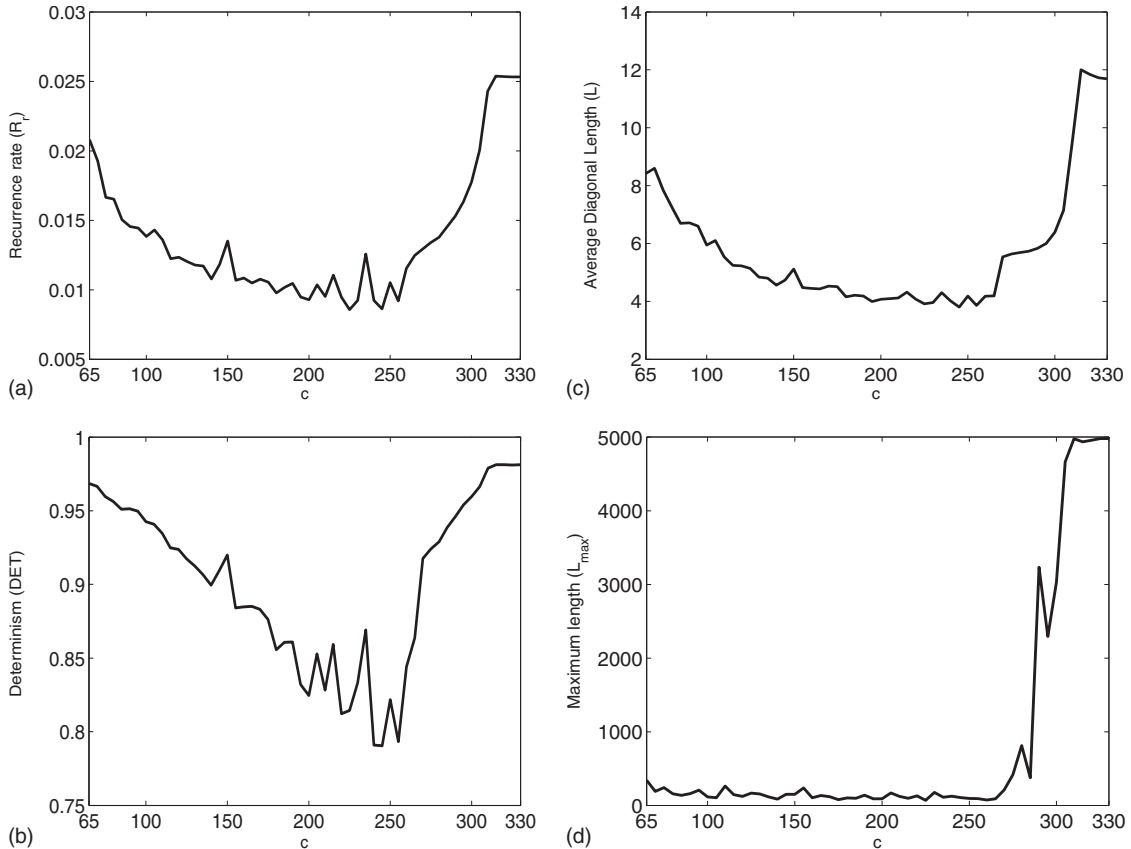 0.03
0.025
0.02
0.015
0.01
0.005
Recurrence rate (R_r)
65 100 150 200 250 300 330
c
(a)
14
12
10
8
6
4
2
Average Diagonal Length (L)
65 100 150 200 250 300 330
c
(c)
1
0.95
0.9
0.85
0.8
0.75
Determinism (DET)
65 100 150 200 250 300 330
c
(b)
5000
4000
3000
2000
1000
0
Maximum length (L_max)
65 100 150 200 250 300 330
c
(d)